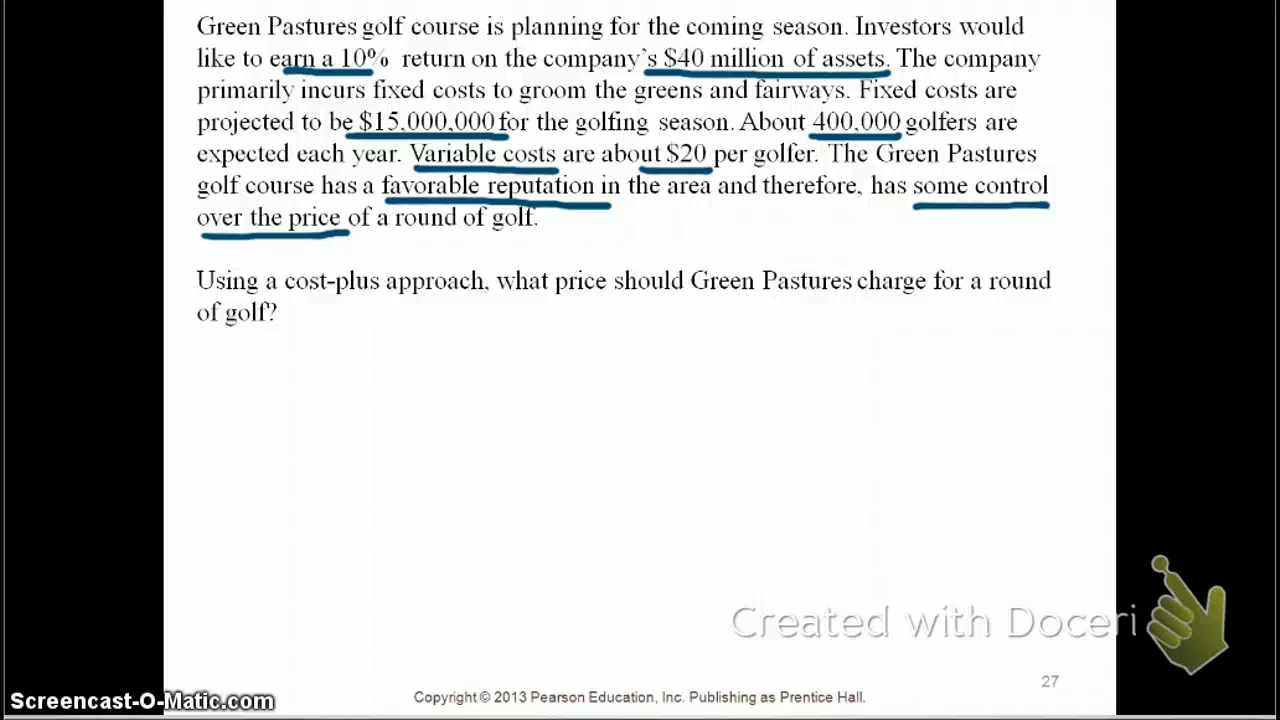 Green Pastures golf course is planning for the coming season. Investors would
like to earn a 10% return on the company's $40 million of assets. The company
primarily incurs fixed costs to groom the greens and fairways. Fixed costs are
projected to be $15,000,000 for the golfing season. About 400,000 golfers are
expected each year. Variable costs are about $20 per golfer. The Green Pastures
golf course has a favorable reputation in the area and therefore, has some control
over the price of a round of golf.
Using a cost-plus approach, what price should Green Pastures charge for a round
of golf?
Created with Doceri
27
Copyright © 2013 Pearson Education, Inc. Publishing as Prentice Hall.
Screencast-O-Matic.com